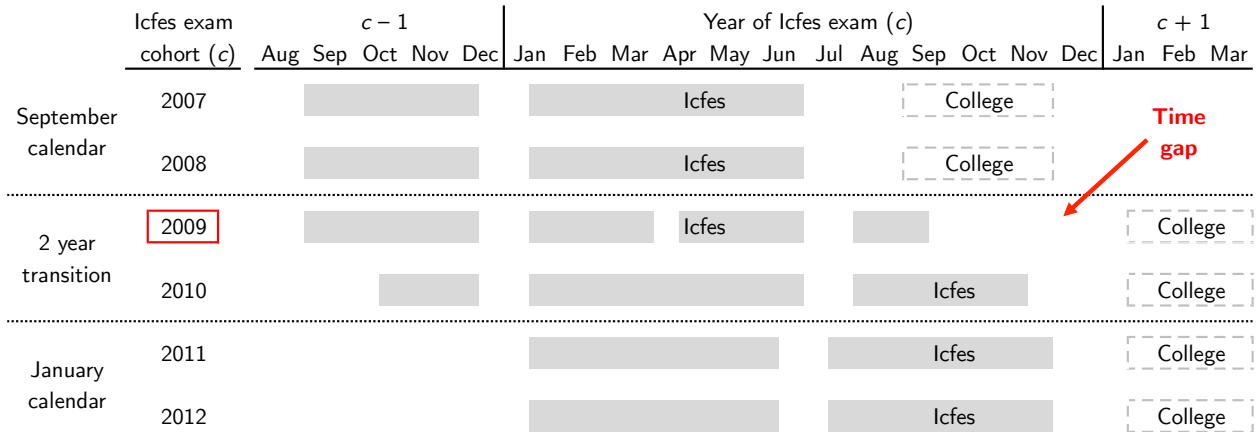 Icfes exam
cohort (c)
c − 1
Year of Icfes exam (c)
c + 1
Aug Sep Oct Nov Dec Jan Feb Mar Apr May Jun Jul Aug Sep Oct Nov Dec Jan Feb Mar
September
calendar
2007 Icfes College
2008 Icfes College
Time
gap
2 year
transition
2009 Icfes College
2010 Icfes College
January
calendar
2011 Icfes College
2012 Icfes College